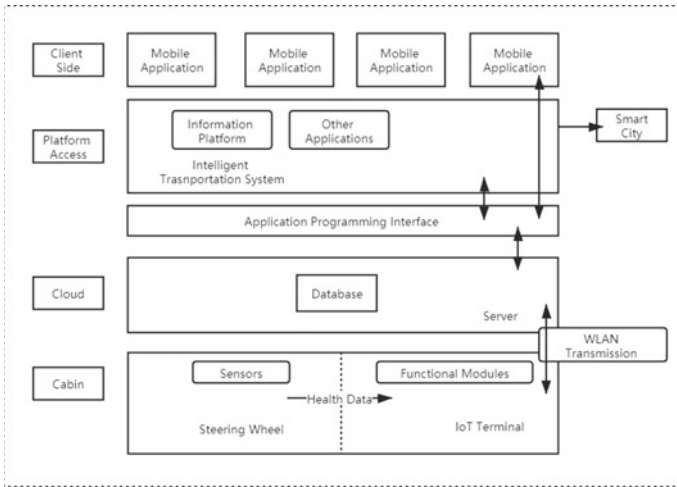 Client
Side
Mobile
Application
Mobile
Application
Mobile
Application
Mobile
Application
Platform
Access
Information
Platform
Other
Applications
Intelligent
Trasnportation System
Smart
City
Application Programming Interface
Cloud
Database
Server
WLAN
Transmission
Cabin
Sensors
Functional Modules
Health Data
Steering Wheel
IoT Terminal